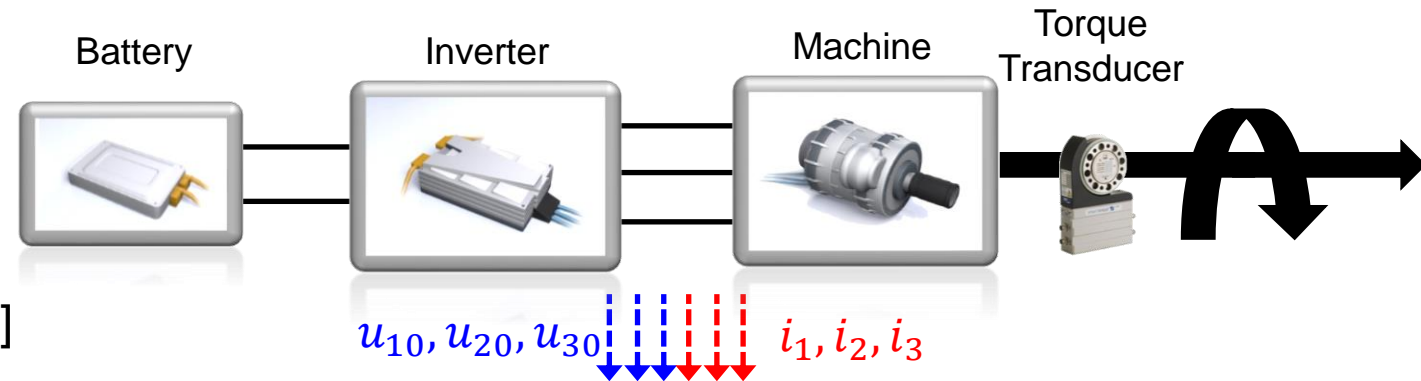 Battery
Inverter
Machine
Torque
Transducer
]
u₁₀, u₂₀, u₃₀
i₁, i₂, i₃